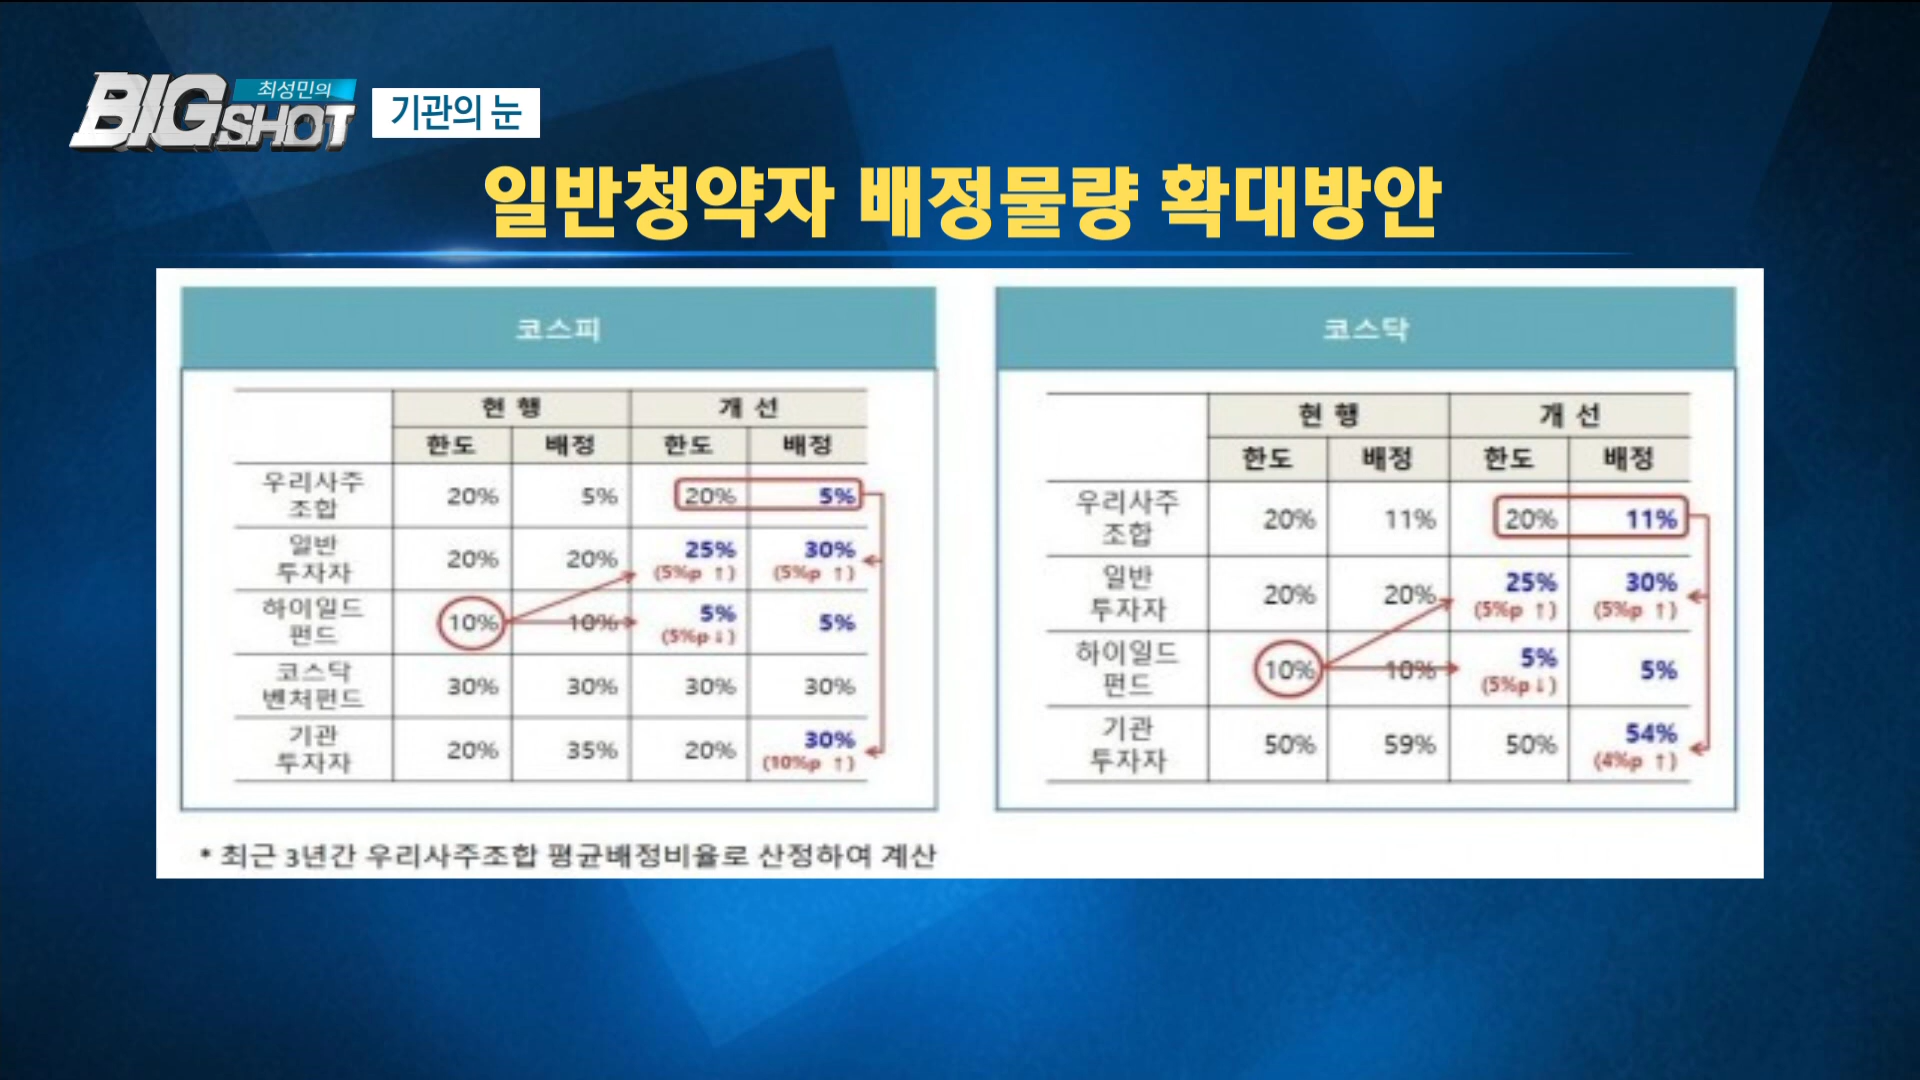 최성민의
BIGSHOT
기관의 눈
일반청약자 배정물량 확대방안
코스피
현 행 개 선
한도 배정 한도 배정
우리사주
조합
20% 5% 20% 5%
일반
투자자
20% 20% 25% 30%
(5%p ↑) (5%p ↑)
하이일드
펀드
10% 10% 5% 5%
(5%p↓)
코스닥
벤처펀드
30% 30% 30% 30%
기관
투자자
20% 35% 20% 30%
(10%p ↑)
코스닥
현 행 개 선
한도 배정 한도 배정
우리사주
조합
20% 11% 20% 11%
일반
투자자
20% 20% 25% 30%
(5%p ↑) (5%p ↑)
하이일드
펀드
10% 10% 5% 5%
(5%p↓)
기관
투자자
50% 59% 50% 54%
(4%p ↑)
* 최근 3년간 우리사주조합 평균배정비율로 산정하여 계산